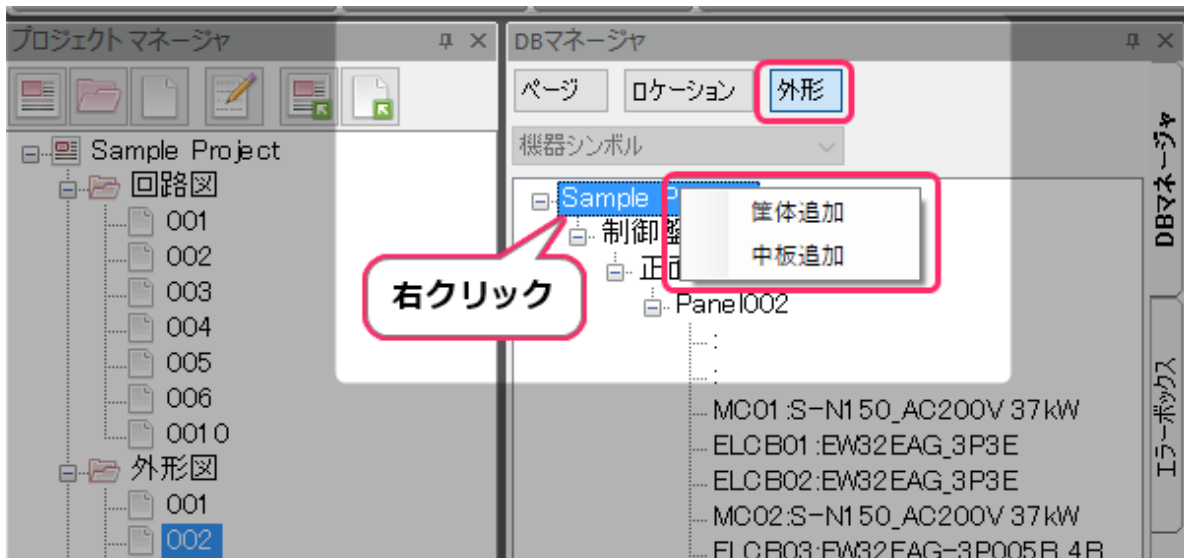 プロジェクト マネージャ
Sample Project
回路図
001
002
003
004
005
006
0010
外形図
001
002
DBマネージャ
ページ
ロケーション
外形
機器シンボル
Sample P
制御盤
正面
Panel002
:
:
MC01:S-N150_AC200V 37kW
ELCB01:EW32EAG_3P3E
ELCB02:EW32EAG_3P3E
MC02:S-N150_AC200V 37kW
ELCB03:EW32EAG-3P005B 4B
筐体追加
中板追加
右クリック
DBマネージャ
エラーボックス